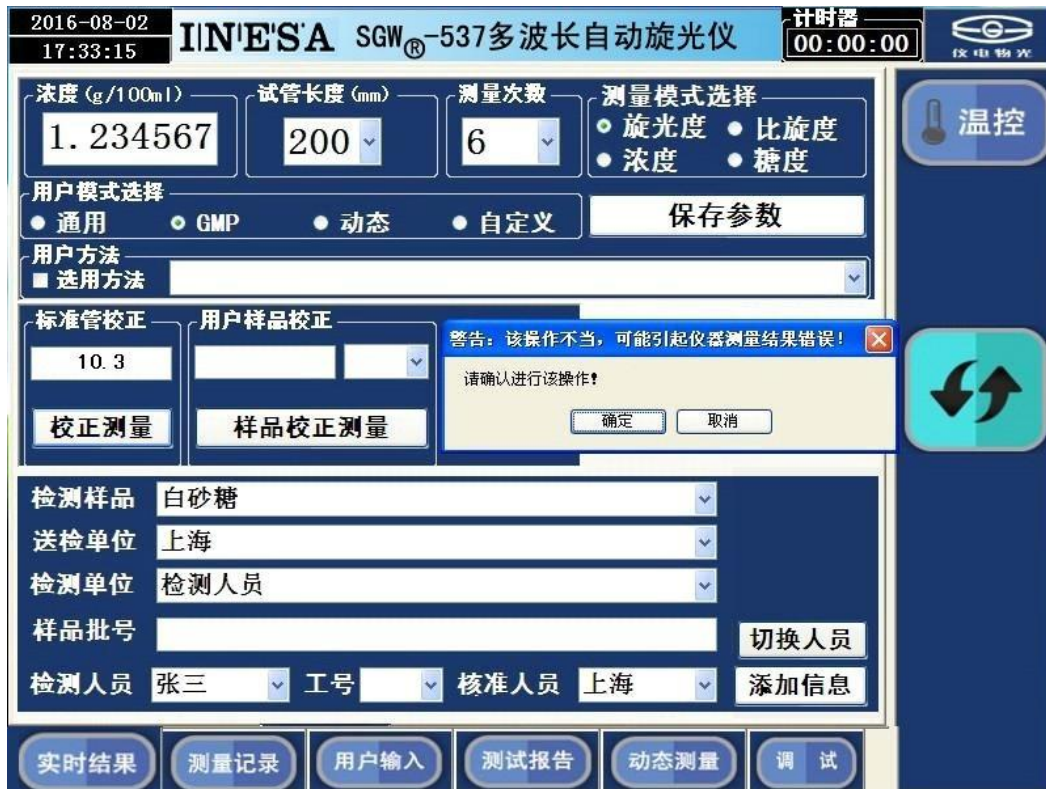 2016-08-02
17:33:15
INESA SGW®-537多波长自动旋光仪
计时器
00:00:00
仪电物光
浓度(g/100ml)
1.234567
试管长度(mm)
200
测量次数
6
测量模式选择
旋光度 比旋度
浓度 糖度
温控
用户模式选择
通用 GMP 动态 自定义
保存参数
用户方法
选用方法
标准管校正
10.3
校正测量
用户样品校正
样品校正测量
警告：该操作不当，可能引起仪器测量结果错误！
请确认进行该操作！
确定 取消
检测样品 白砂糖
送检单位 上海
检测单位 检测人员
样品批号
切换人员
检测人员 张三 工号 核准人员 上海 添加信息
实时结果 测量记录 用户输入 测试报告 动态测量 调 试